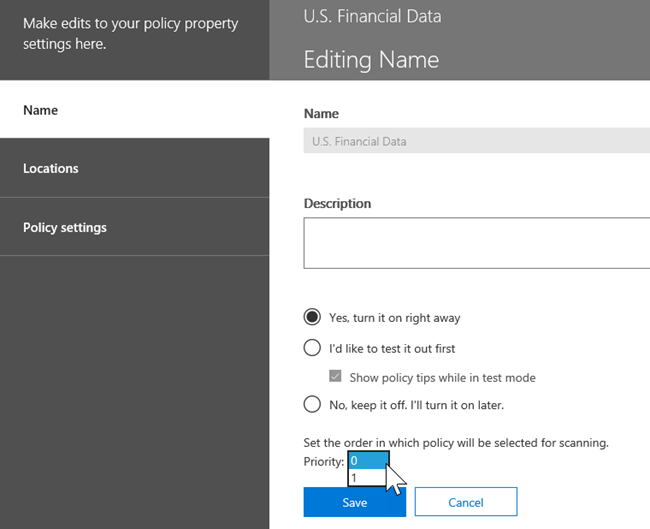 Make edits to your policy property
settings here.
Name
Locations
Policy settings
U.S. Financial Data
Editing Name
Name
U.S. Financial Data
Description
Yes, turn it on right away
I'd like to test it out first
Show policy tips while in test mode
No, keep it off. I'll turn it on later.
Set the order in which policy will be selected for scanning.
Priority: 0
1
Save Cancel